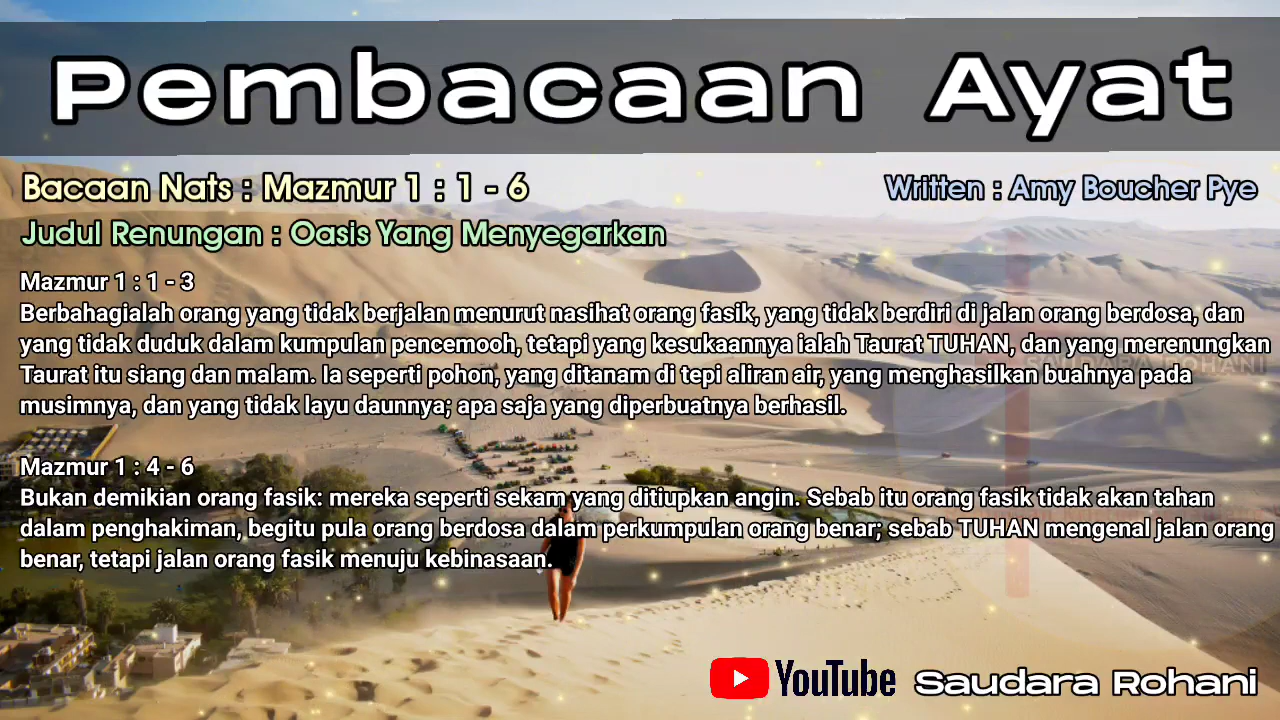 Pembacaan Ayat
Bacaan Nats : Mazmur 1 : 1 - 6
Written : Amy Boucher Pye
Judul Renungan : Oasis Yang Menyegarkan
Mazmur 1 : 1 - 3
Berbahagialah orang yang tidak berjalan menurut nasihat orang fasik, yang tidak berdiri di jalan orang berdosa, dan
yang tidak duduk dalam kumpulan pencemooh, tetapi yang kesukaannya ialah Taurat TUHAN, dan yang merenungkan
Taurat itu siang dan malam. Ia seperti pohon, yang ditanam di tepi aliran air, yang menghasilkan buahnya pada
musimnya, dan yang tidak layu daunnya; apa saja yang diperbuatnya berhasil.
SAUDARA ROHANI
Mazmur 1 : 4 - 6
Bukan demikian orang fasik: mereka seperti sekam yang ditiupkan angin. Sebab itu orang fasik tidak akan tahan
dalam penghakiman, begitu pula orang berdosa dalam perkumpulan orang benar; sebab TUHAN mengenal jalan orang
benar, tetapi jalan orang fasik menuju kebinasaan.
YouTube
Saudara Rohani